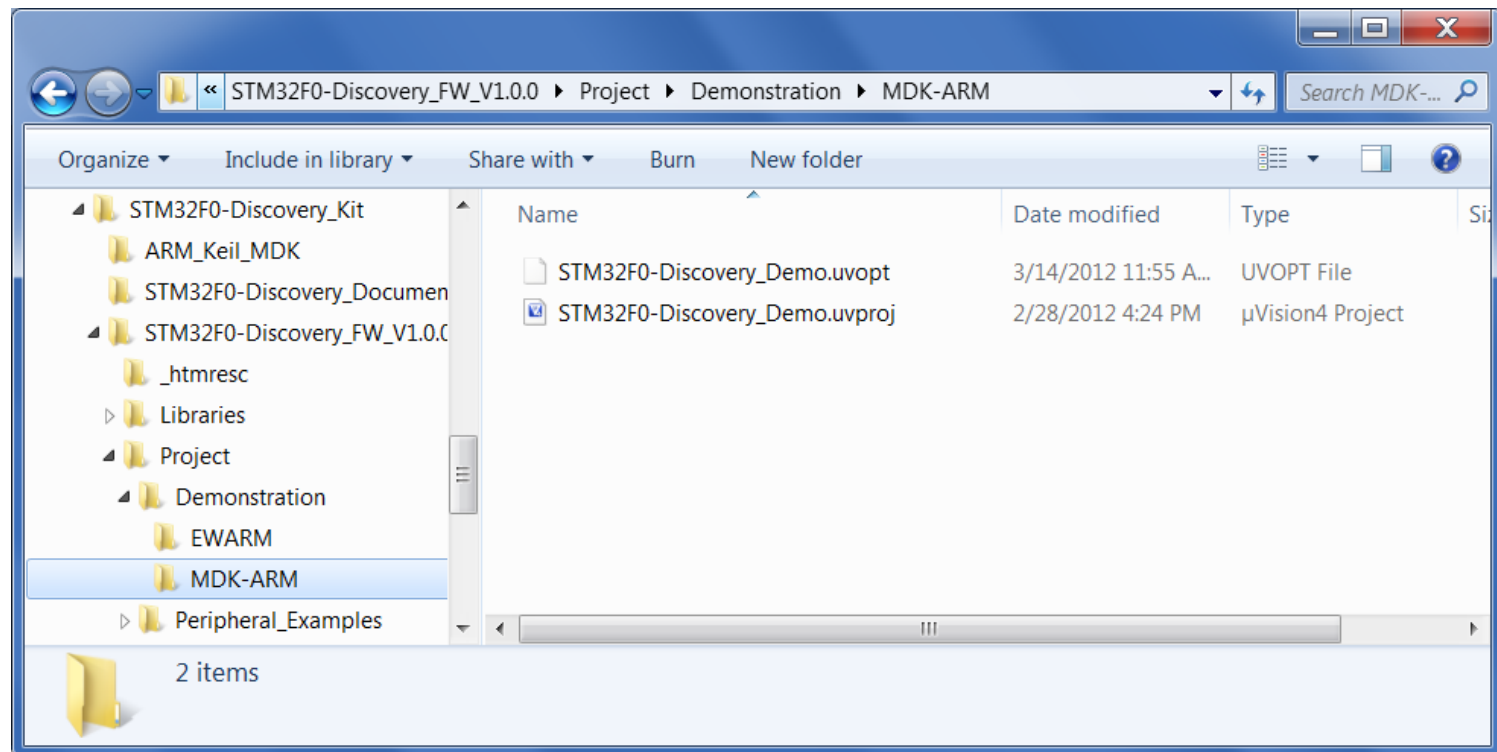 « STM32F0-Discovery_FW_V1.0.0 ▸ Project ▸ Demonstration ▸ MDK-ARM
Search MDK-...
Organize ▾ Include in library ▾ Share with ▾ Burn New folder
STM32F0-Discovery_Kit
ARM_Keil_MDK
STM32F0-Discovery_Documen
STM32F0-Discovery_FW_V1.0.0
_htmresc
Libraries
Project
Demonstration
EWARM
MDK-ARM
Peripheral_Examples
Name Date modified Type Siz
STM32F0-Discovery_Demo.uvopt 3/14/2012 11:55 A... UVOPT File
STM32F0-Discovery_Demo.uvproj 2/28/2012 4:24 PM µVision4 Project
2 items